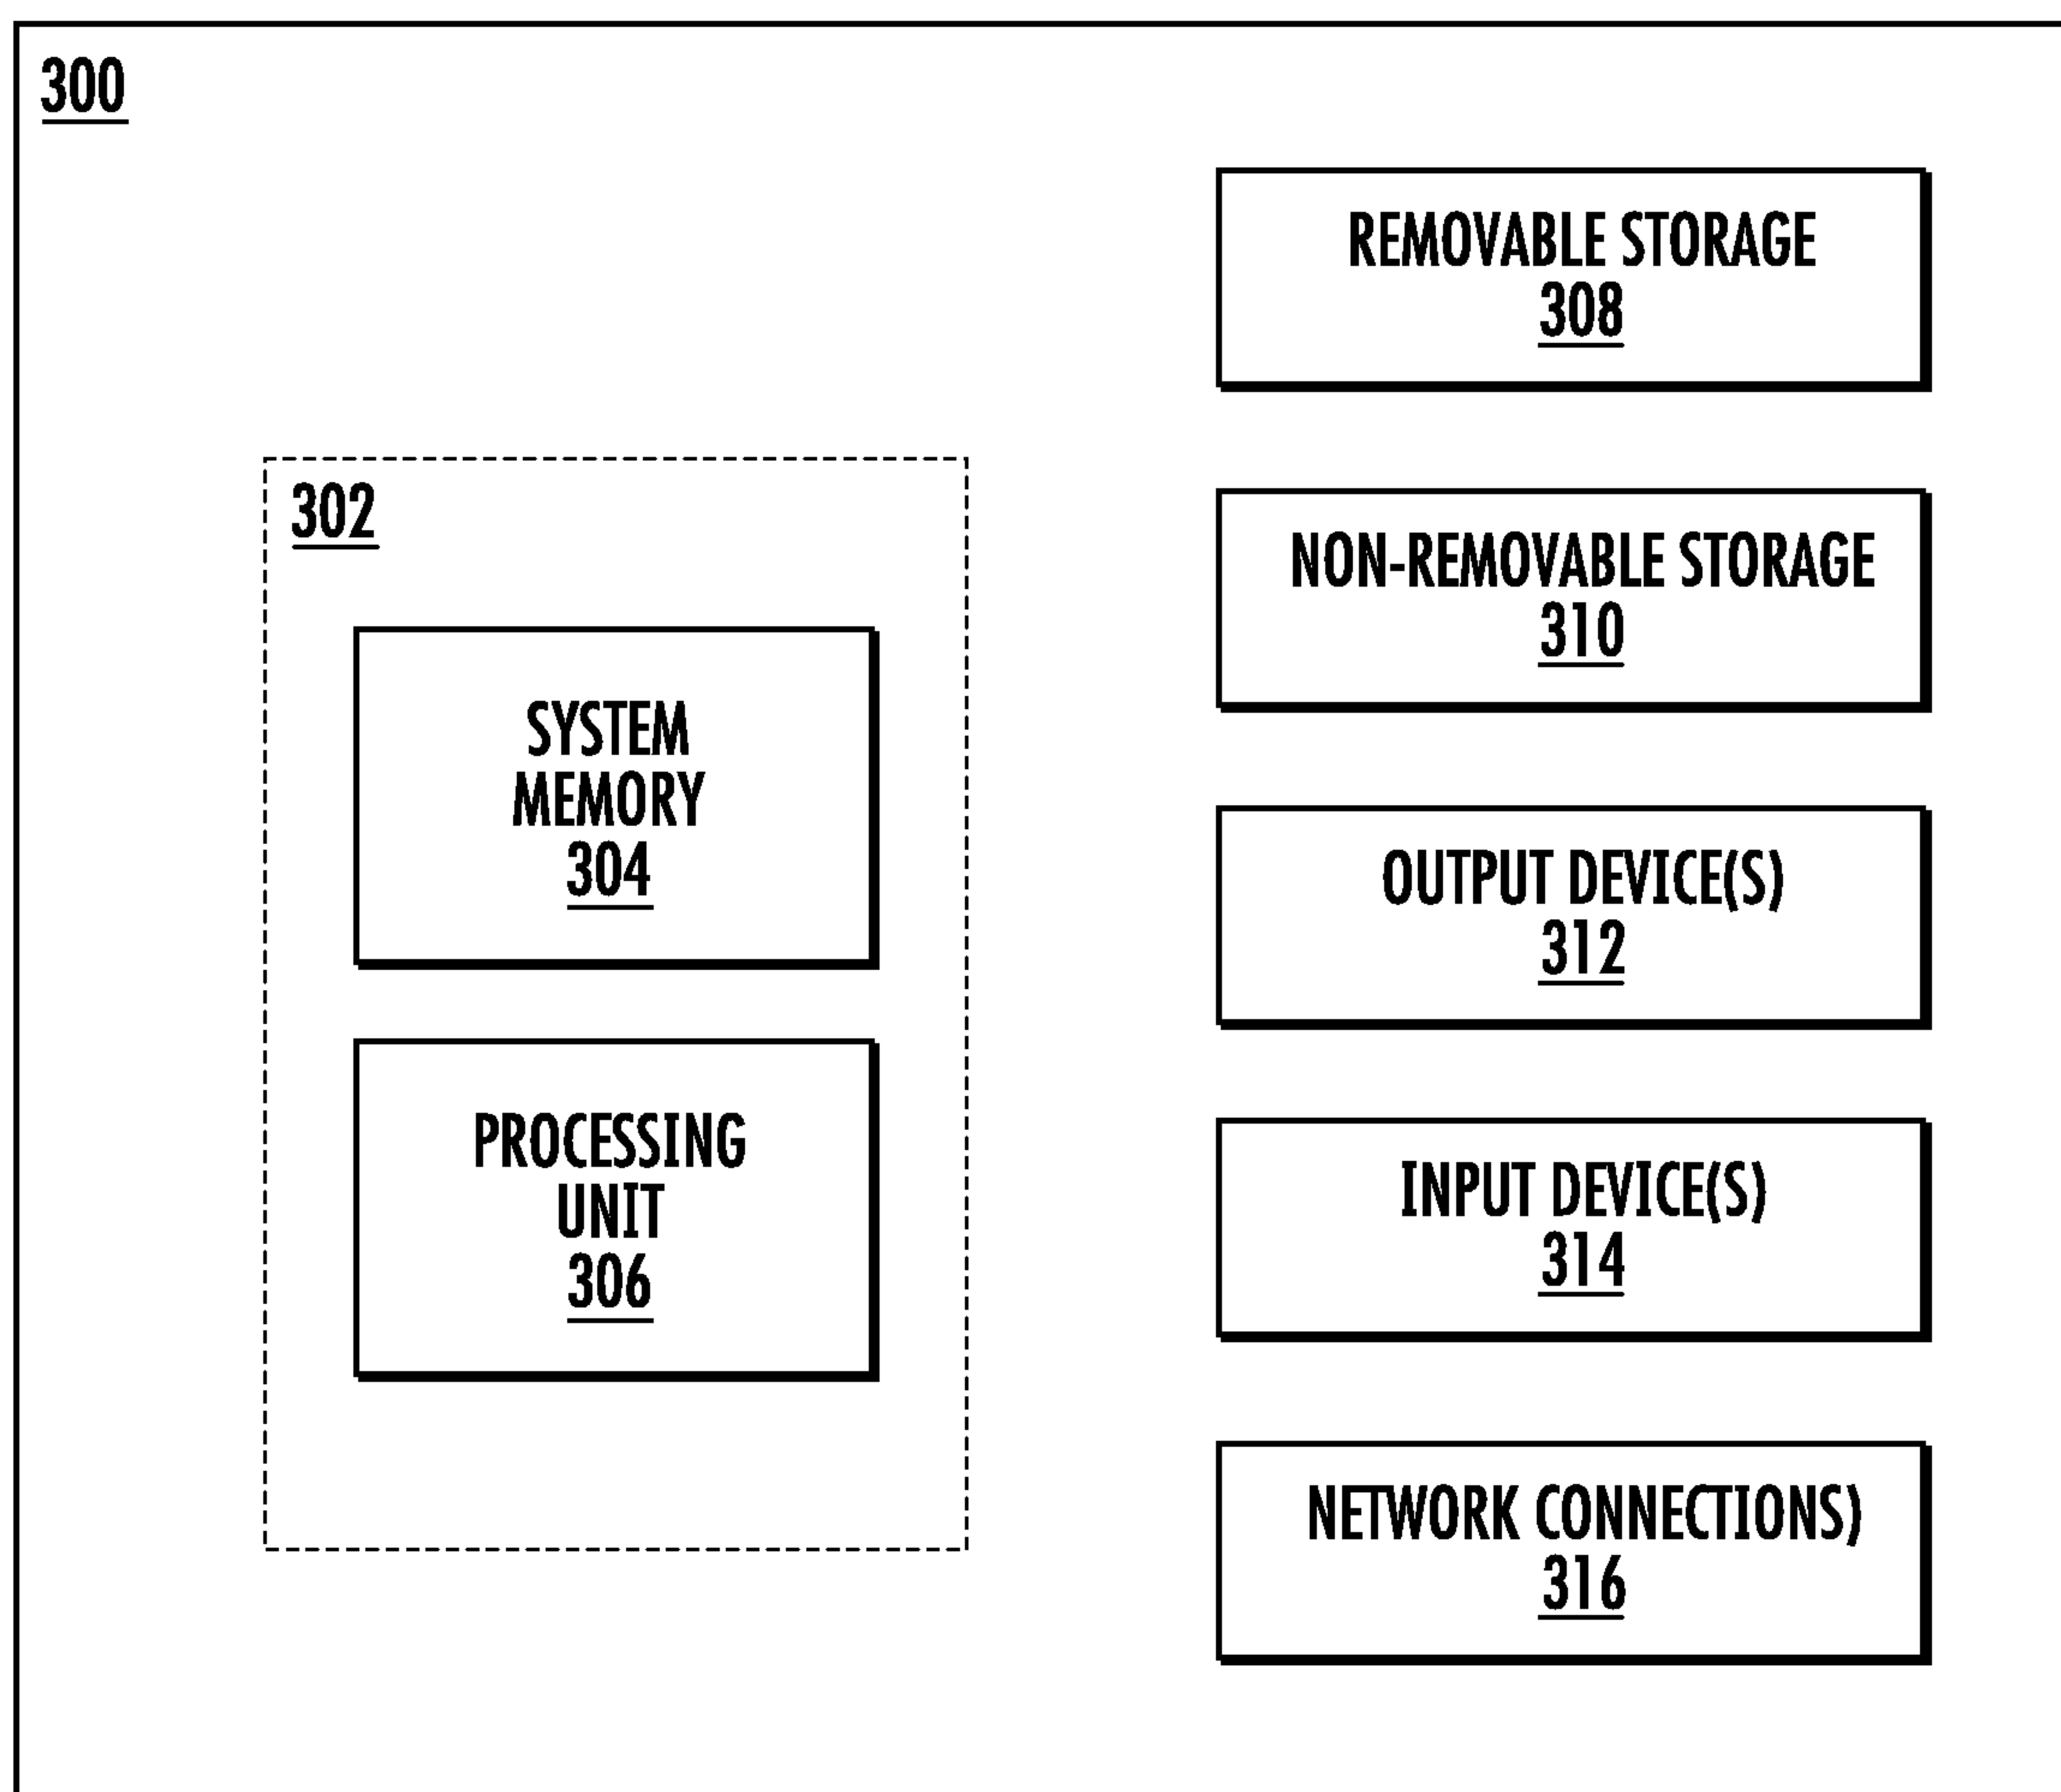 300
REMOVABLE STORAGE
308
302
NON-REMOVABLE STORAGE
310
SYSTEM
MEMORY
304
OUTPUT DEVICE(S)
312
PROCESSING
UNIT
306
INPUT DEVICE(S)
314
NETWORK CONNECTIONS)
316